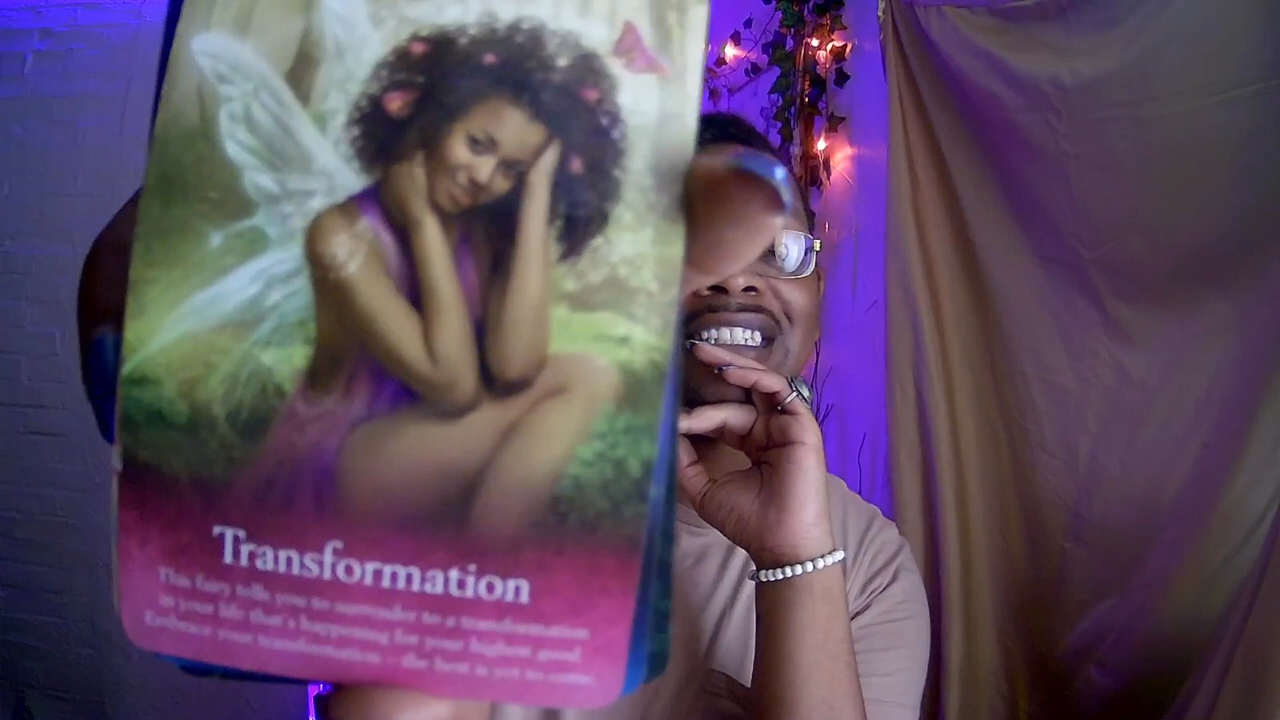 Transformation
This fairy tells you to surrender to a transformation
in your life that's happening for your highest good.
Embrace your transformation – the best is yet to come.